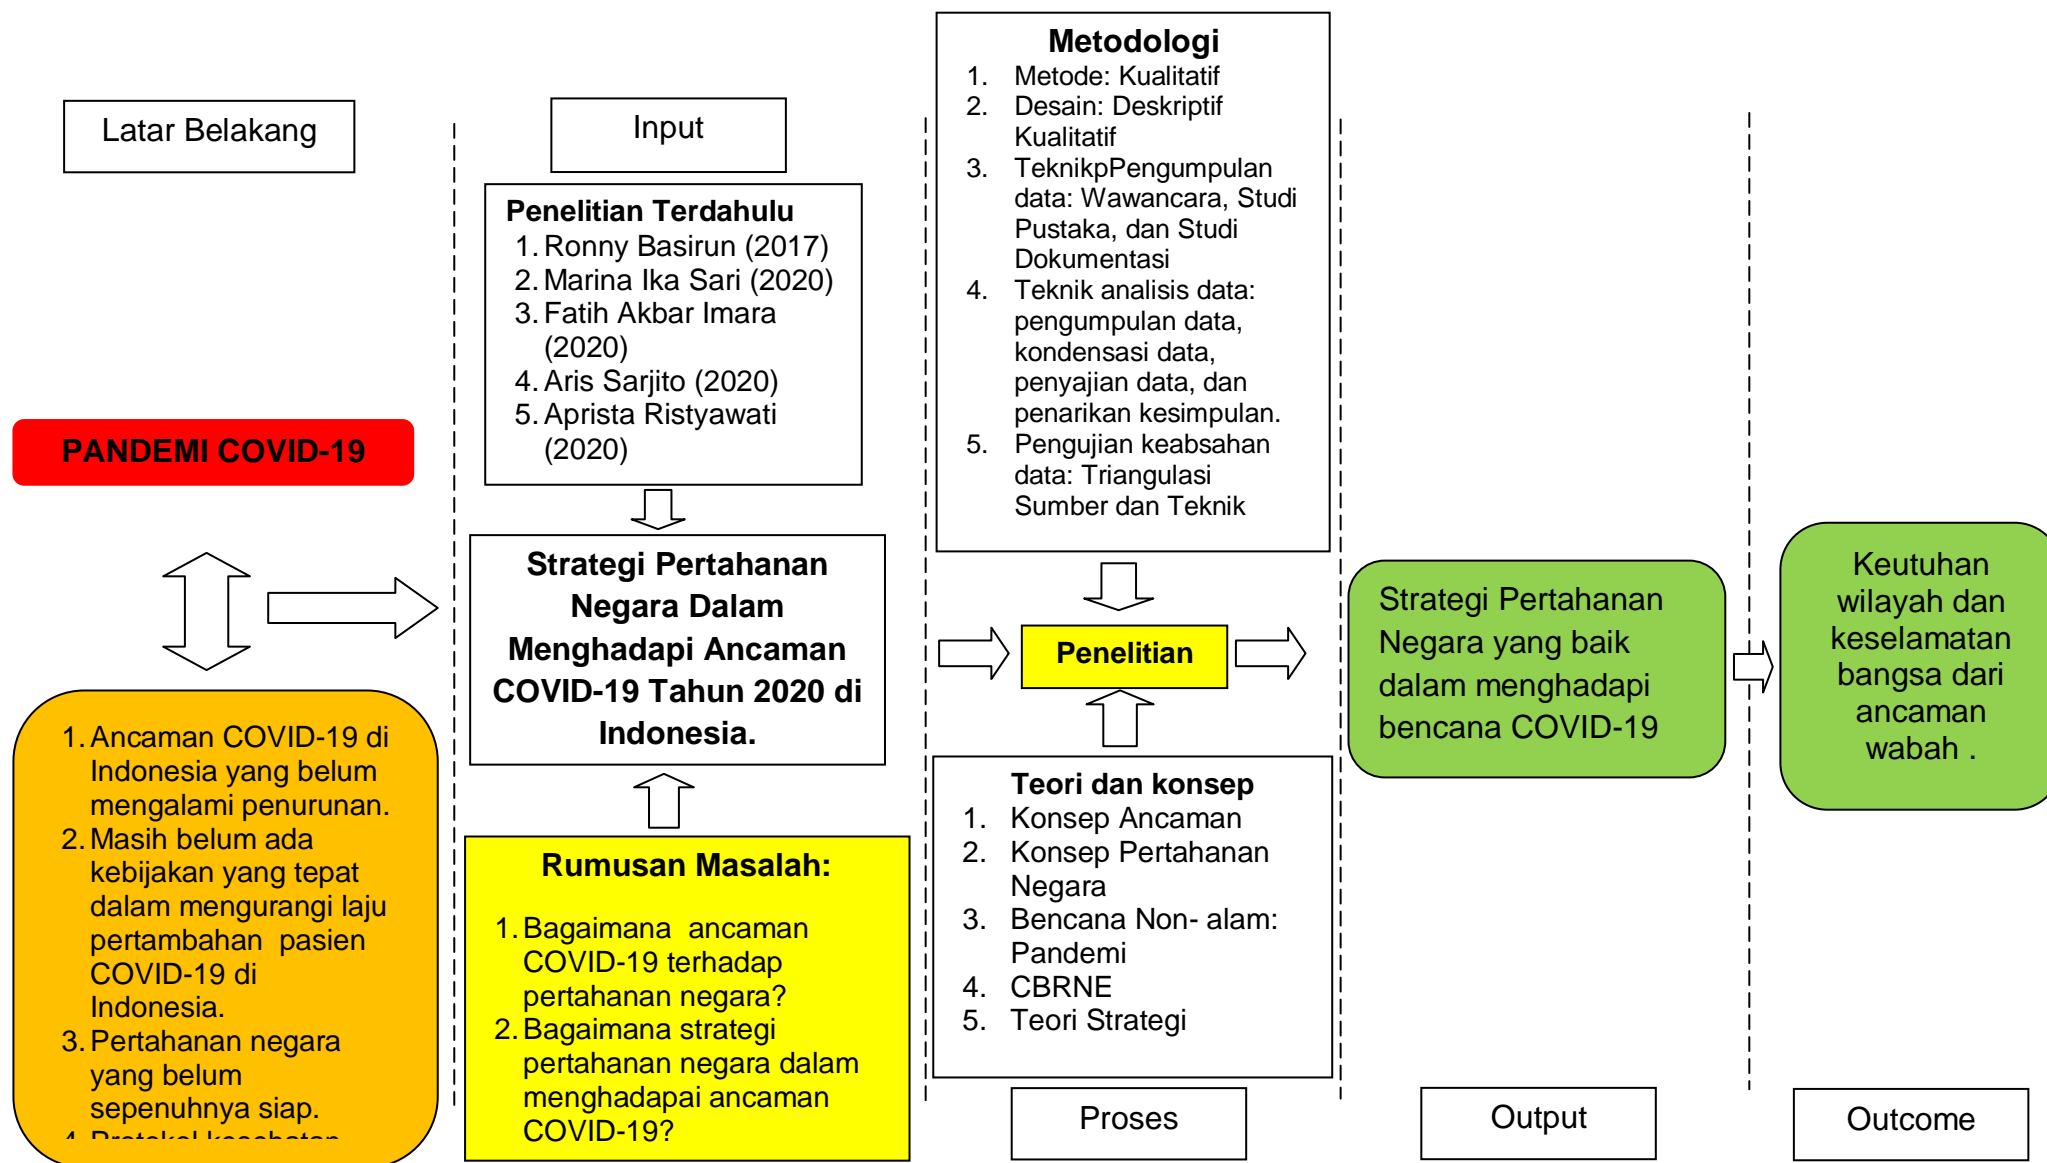 Latar Belakang
PANDEMI COVID-19
1. Ancaman COVID-19 di
Indonesia yang belum
mengalami penurunan.
2. Masih belum ada
kebijakan yang tepat
dalam mengurangi laju
pertambahan pasien
COVID-19 di
Indonesia.
3. Pertahanan negara
yang belum
sepenuhnya siap.
4. Protokol kesehatan
Input
Penelitian Terdahulu
1. Ronny Basirun (2017)
2. Marina Ika Sari (2020)
3. Fatih Akbar Imara
(2020)
4. Aris Sarjito (2020)
5. Aprista Ristyawati
(2020)
Strategi Pertahanan
Negara Dalam
Menghadapi Ancaman
COVID-19 Tahun 2020 di
Indonesia.
Rumusan Masalah:
1. Bagaimana ancaman
COVID-19 terhadap
pertahanan negara?
2. Bagaimana strategi
pertahanan negara dalam
menghadapai ancaman
COVID-19?
Metodologi
1. Metode: Kualitatif
2. Desain: Deskriptif
Kualitatif
3. TeknikpPengumpulan
data: Wawancara, Studi
Pustaka, dan Studi
Dokumentasi
4. Teknik analisis data:
pengumpulan data,
kondensasi data,
penyajian data, dan
penarikan kesimpulan.
5. Pengujian keabsahan
data: Triangulasi
Sumber dan Teknik
Penelitian
Teori dan konsep
1. Konsep Ancaman
2. Konsep Pertahanan
Negara
3. Bencana Non- alam:
Pandemi
4. CBRNE
5. Teori Strategi
Proses
Strategi Pertahanan
Negara yang baik
dalam menghadapi
bencana COVID-19
Output
Keutuhan
wilayah dan
keselamatan
bangsa dari
ancaman
wabah .
Outcome